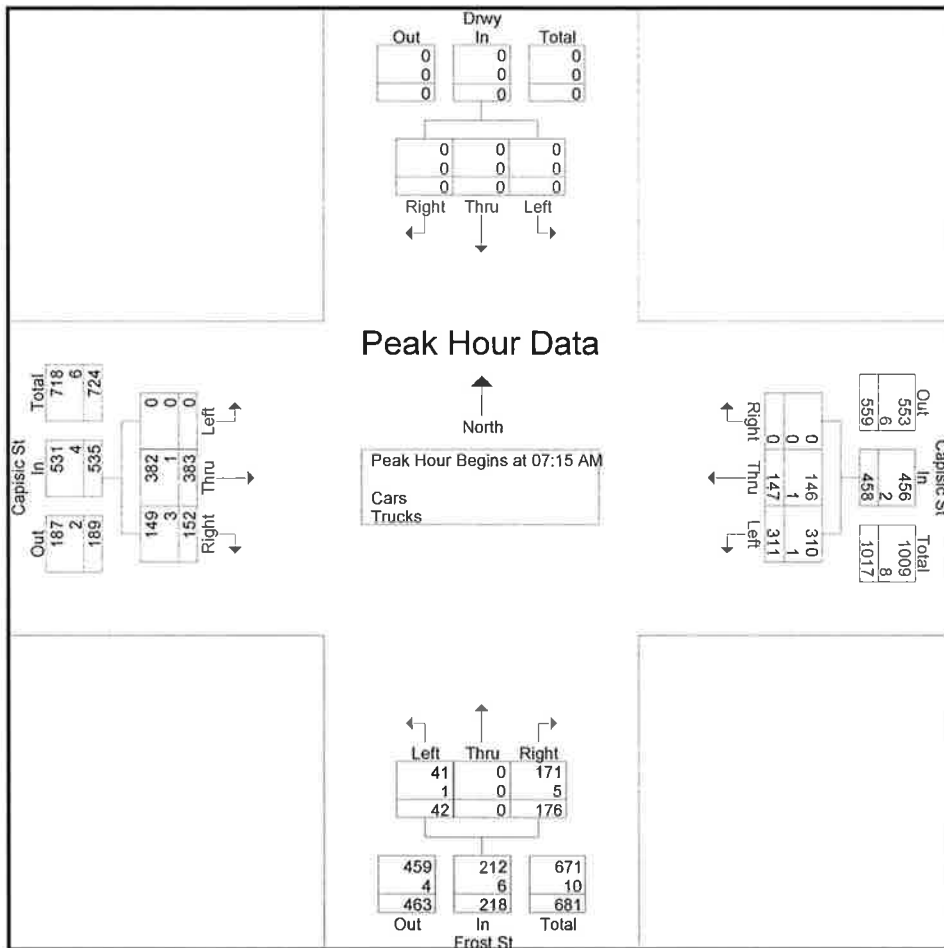 Drwy
Out In Total
0 0 0
0 0 0
0 0 0
0 0 0
0 0 0
0 0 0
Right Thru Left
Peak Hour Data
North
Peak Hour Begins at 07:15 AM
Cars
Trucks
Capisic St
Total In Out
718 531 187
6 4 2
724 535 189
0 382 149
0 1 3
0 383 152
Left Thru Right
Capisic St
Out In Total
553 456 1009
6 2 8
559 458 1017
0 146 310
0 1 1
0 147 311
Right Thru Left
Left Thru Right
41 0 171
1 0 5
42 0 176
459 212 671
4 6 10
463 218 681
Out In Total
Frost St